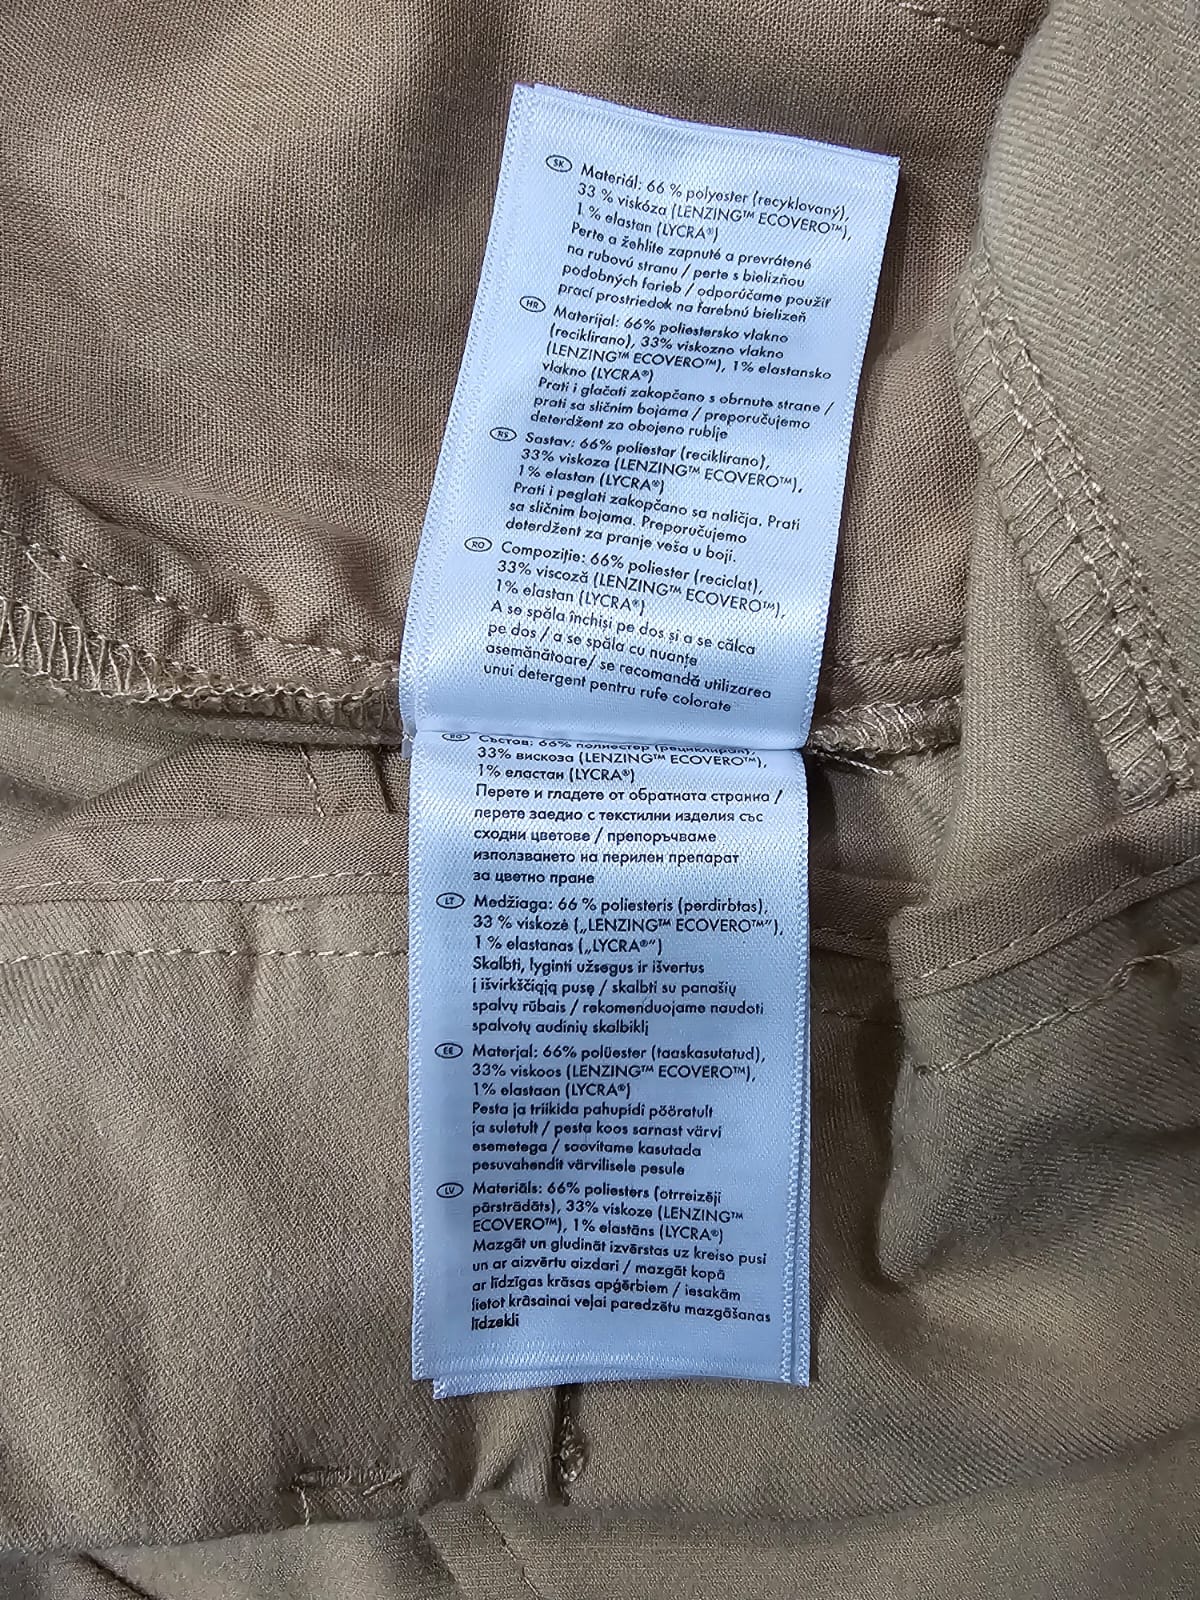 SK Materiál: 66 % polyester (recyklovaný),
33 % viskóza (LENZING™ ECOVERO™),
1 % elastan (LYCRA®)
Perte a žehlite zapnuté a prevrátené
na rubovú stranu / perte s bielizňou
podobných farieb / odporúčame použiť
prací prostriedok na farebnú bielizeň
HR Materijal: 66% poliestersko vlakno
(reciklirano), 33% viskozno vlakno
(LENZING™ ECOVERO™), 1% elastansko
vlakno (LYCRA®)
Prati i glačati zakopčano s obrnute strane /
prati sa sličnim bojama / preporučujemo
deterdžent za obojeno rublje
RS Sastav: 66% poliestar (reciklirano),
33% viskoza (LENZING™ ECOVERO™),
1% elastan (LYCRA®)
Prati i peglati zakopčano sa naličja. Prati
sa sličnim bojama. Preporučujemo
deterdžent za pranje veša u boji.
RO Compoziție: 66% poliester (reciclat),
33% viscoză (LENZING™ ECOVERO™),
1% elastan (LYCRA®)
A se spăla închiși pe dos și a se călca
pe dos / a se spăla cu nuanțe
asemănătoare/ se recomandă utilizarea
unui detergent pentru rufe colorate
BG Състав: 66% полиестер (рециклиран),
33% вискоза (LENZING™ ECOVERO™),
1% еластан (LYCRA®)
Перете и гладете от обратната страна /
перете заедно с текстилни изделия със
сходни цветове / препоръчваме
използването на перилен препарат
за цветно пране
LT Medžiaga: 66 % poliesteris (perdirbtas),
33 % viskozė („LENZING™ ECOVERO™“),
1 % elastanas („LYCRA®“)
Skalbti, lyginti užsegus ir išvertus
į išvirkščiąją pusę / skalbti su panašių
spalvų rūbais / rekomenduojame naudoti
spalvotų audinių skalbiklį
EE Materjal: 66% polüester (taaskasutatud),
33% viskoos (LENZING™ ECOVERO™),
1% elastaan (LYCRA®)
Pesta ja triikida pahupidi pööratult
ja suletult / pesta koos sarnast värvi
esemetega / soovitame kasutada
pesuvahendit värvilisele pesule
LV Materiāls: 66% poliesters (otrreizēji
pārstrādāts), 33% viskoze (LENZING™
ECOVERO™), 1% elastāns (LYCRA®)
Mazgāt un gludināt izvērstas uz kreiso pusi
un ar aizvērtu aizdari / mazgāt kopā
ar līdzīgas krāsas apģērbiem / iesakām
lietot krāsainai veļai paredzētu mazgāšanas
līdzekli